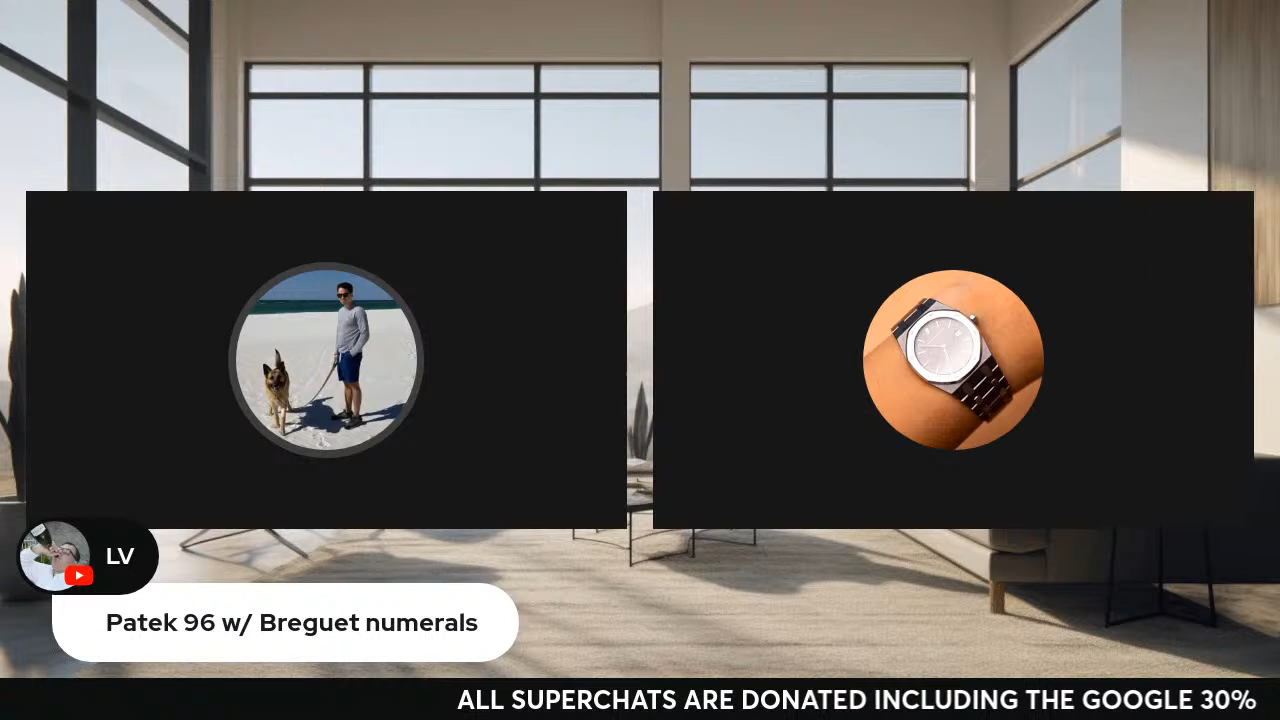 LV
Patek 96 w/ Breguet numerals
ALL SUPERCHATS ARE DONATED INCLUDING THE GOOGLE 30%